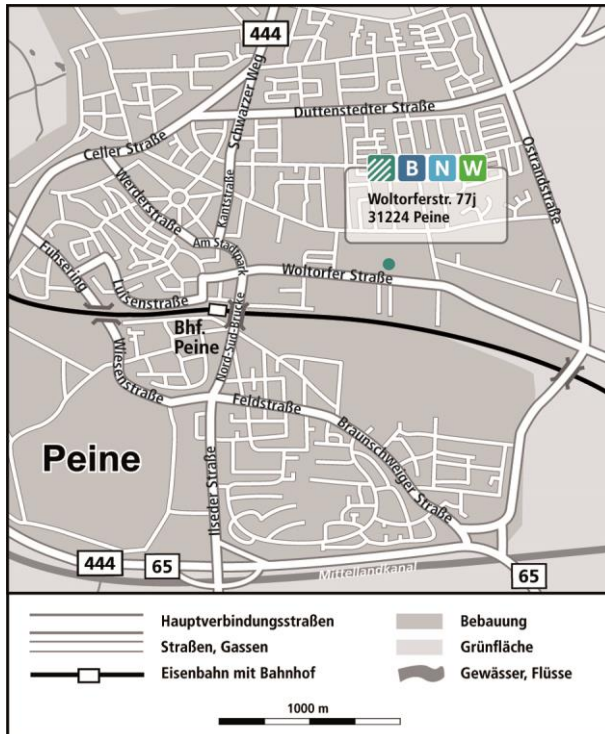 444
Schwarzer Weg
Duttenstedter Straße
Celler Straße
Ostrandstraße
B N W
Woltorferstr. 77j
31224 Peine
Werderstraße
Kantstraße
Am Stadtpark
Fuhsering
Woltorfer Straße
Luisenstraße
Bhf.
Peine
Nord-Süd-Brücke
Wiesenstraße
Feldstraße
Braunschweiger Straße
Peine
Ilseder Straße
444
65
Mittellandkanal
65
Hauptverbindungsstraßen
Straßen, Gassen
Eisenbahn mit Bahnhof
Bebauung
Grünfläche
Gewässer, Flüsse
1000 m